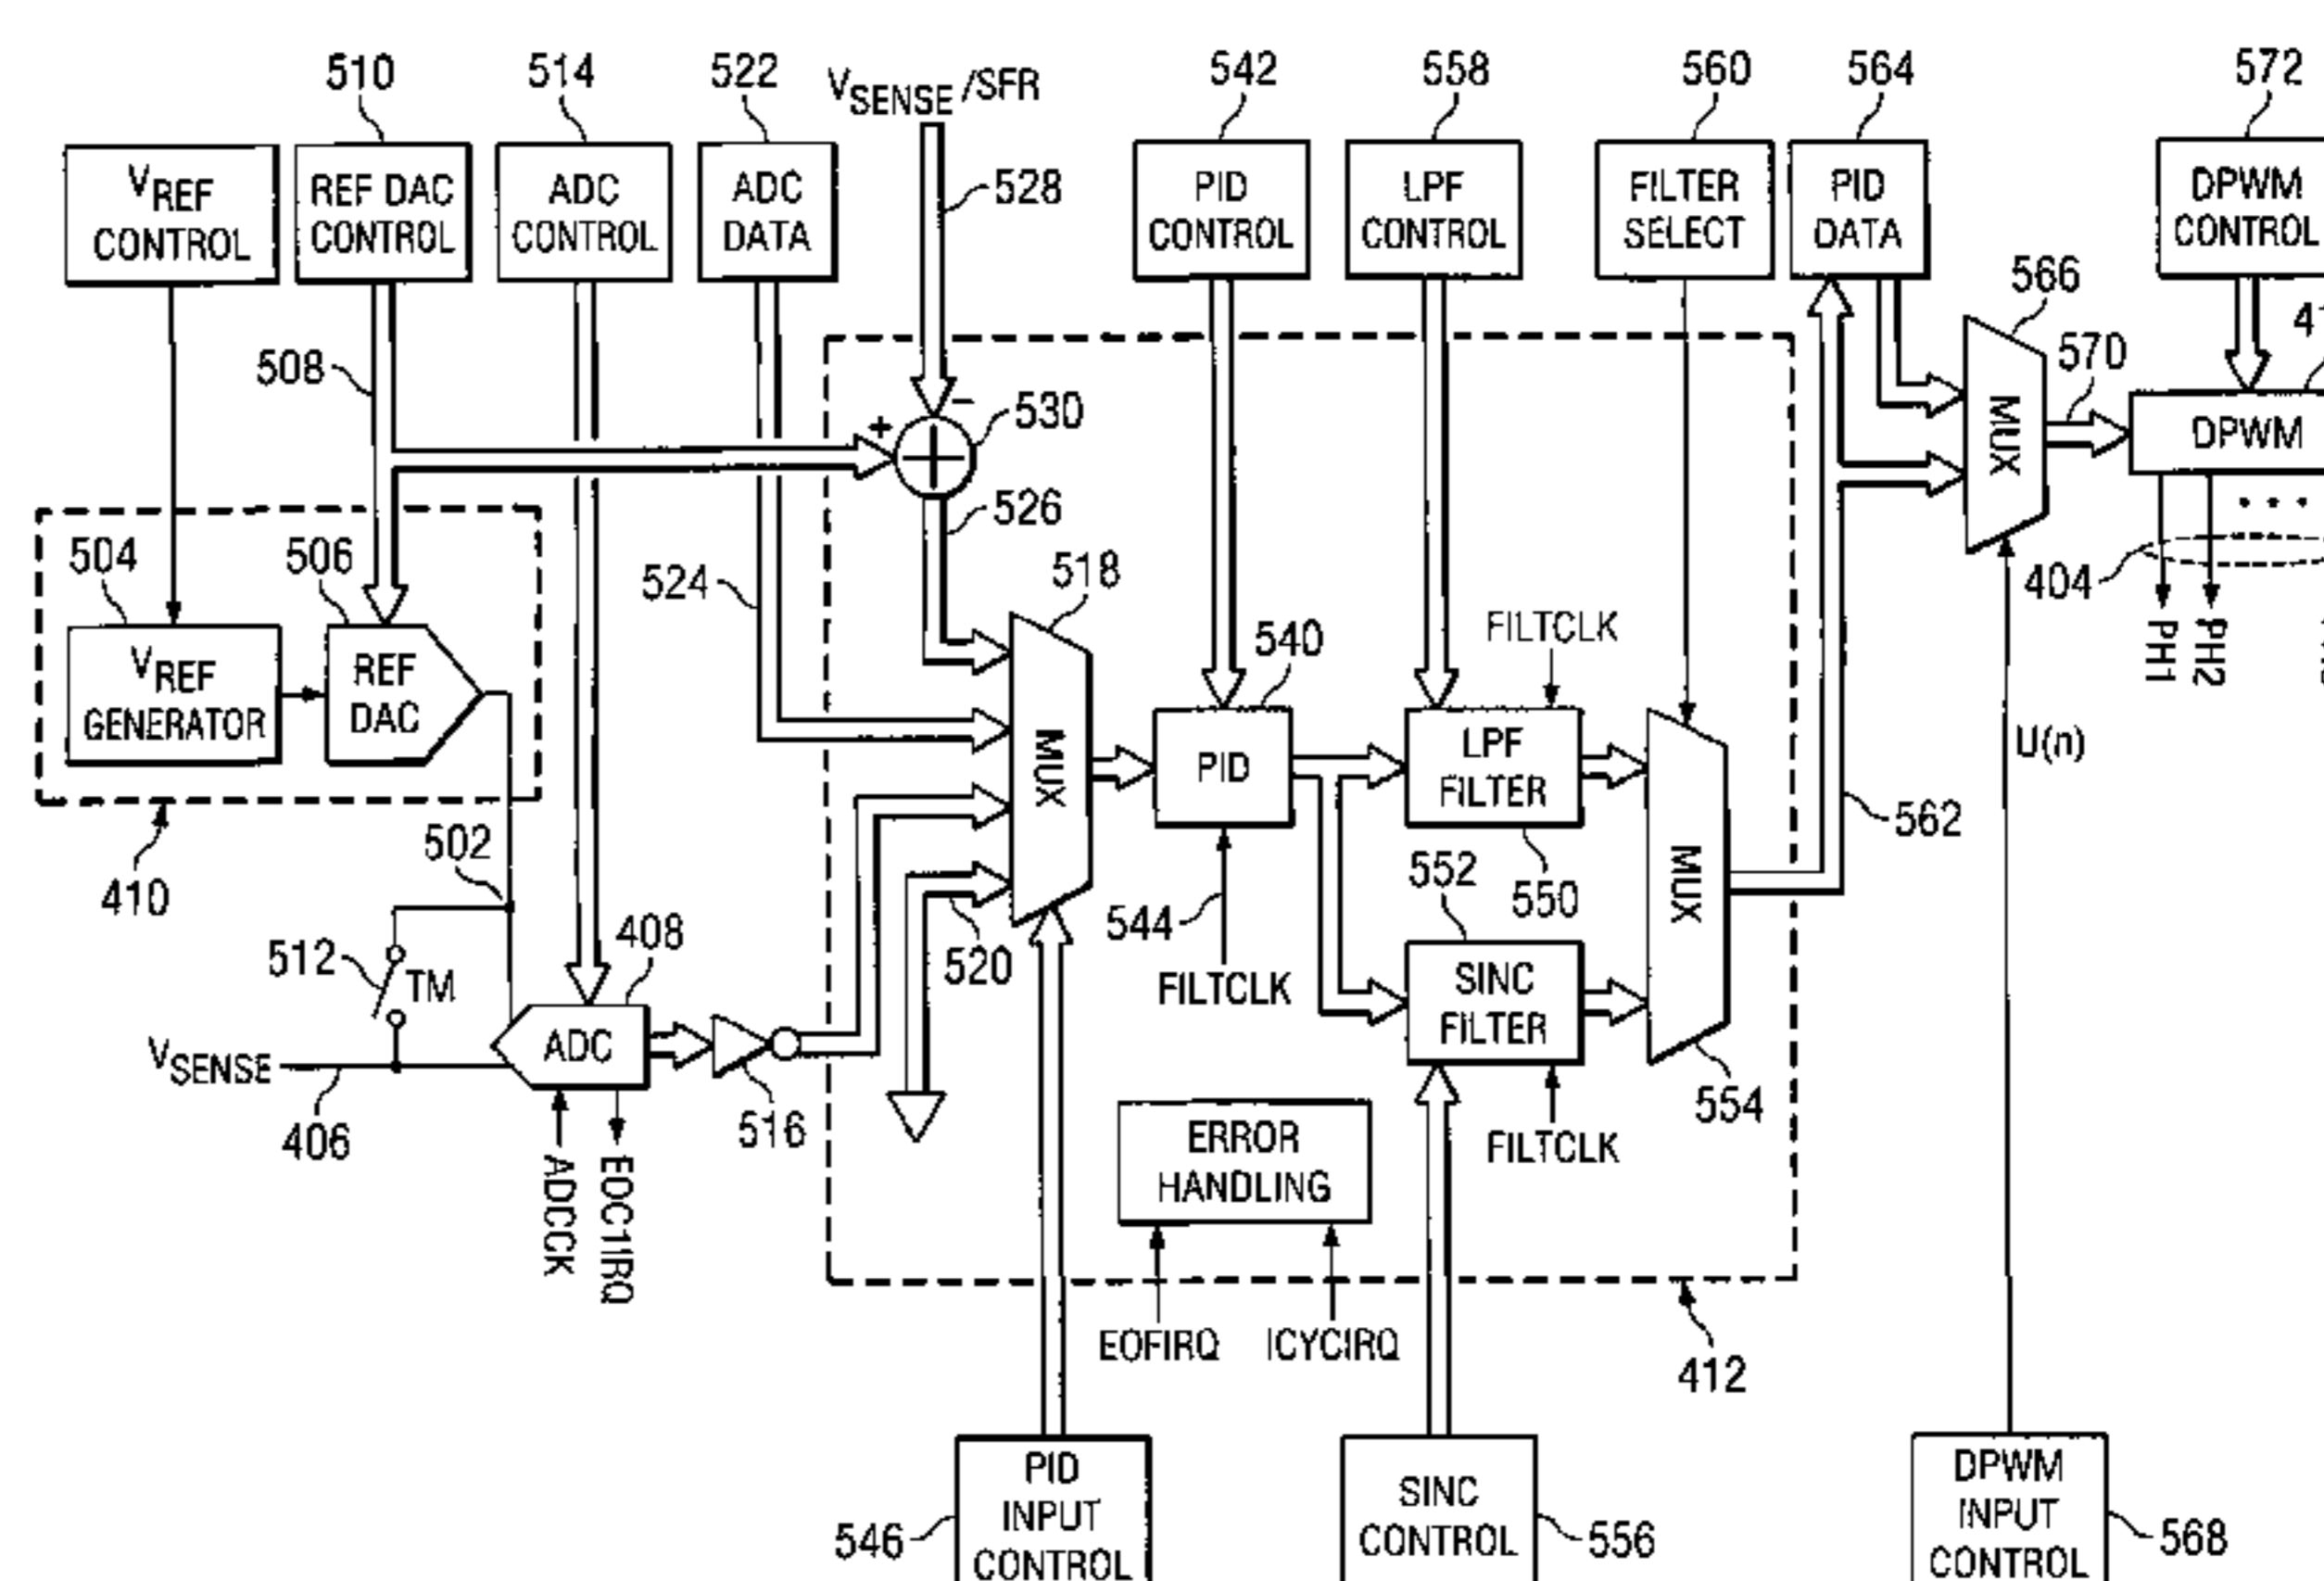 510
514
522
V_SENSE /SFR
542
558
560
564
572
V_REF
CONTROL
REF DAC
CONTROL
ADC
CONTROL
ADC
DATA
528
PID
CONTROL
LPF
CONTROL
FILTER
SELECT
PID
DATA
DPWM
CONTROL
566
508
570
+
−
530
MUX
DPWM
526
. . .
504
506
524
518
404
PH1
PH2
V_REF
GENERATOR
REF
DAC
MUX
540
FILTCLK
PID
LPF
FILTER
U(n)
562
502
410
552
550
MUX
544
408
512
TM
520
FILTCLK
SINC
FILTER
V_SENSE
ADC
406
516
554
ADCCK
EOC1IRQ
ERROR
HANDLING
FILTCLK
EOFIRQ
ICYCIRQ
412
PID
INPUT
CONTROL
546
SINC
CONTROL
556
DPWM
INPUT
CONTROL
568